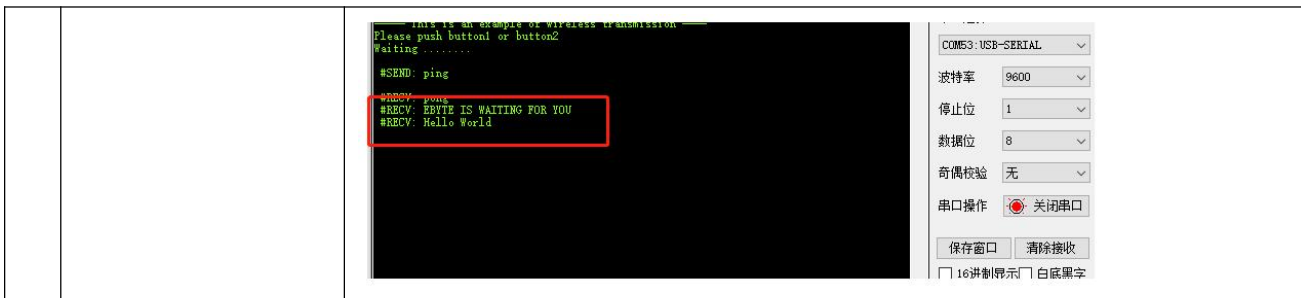 ———— This is an example of wireless transmission ————
Please push button1 or button2
Waiting ........
#SEND: ping
#RECV: pong
#RECV: EBYTE IS WAITING FOR YOU
#RECV: Hello World
COM53:USB-SERIAL
波特率 9600
停止位 1
数据位 8
奇偶校验 无
串口操作 关闭串口
保存窗口 清除接收
16进制显示 白底黑字